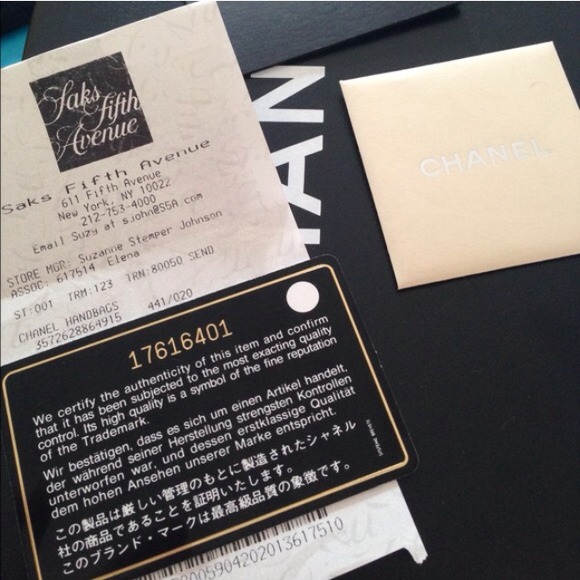 Saks
Fifth
Avenue
Saks Fifth Avenue
611 Fifth Avenue
New York, NY 10022
212-753-4000
Email Suzy at sjohn@S5A.com
STORE MGR: Suzanne Stemper Johnson
ASSOC: 617514 Elena
ST:001 TRM:123 TRN:80050 SEND
CHANEL HANDBAGS 441/020
3572628864915
HAN
CHANEL
17616401
We certify the authenticity of this item and confirm
that it has been subjected to the most exacting quality
control. Its high quality is a symbol of the fine reputation
of the Trademark.
Wir bestätigen, dass es sich um einen Artikel handelt,
der während seiner Herstellung strengsten Kontrollen
unterworfen war, und dessen erstklassige Qualität
dem hohen Ansehen unserer Marke entspricht.
この製品は厳しい管理のもとに製造されたシャネル
社の商品であることを証明いたします。
このブランド・マークは最高級品質の象徴です。
8005904202013617510